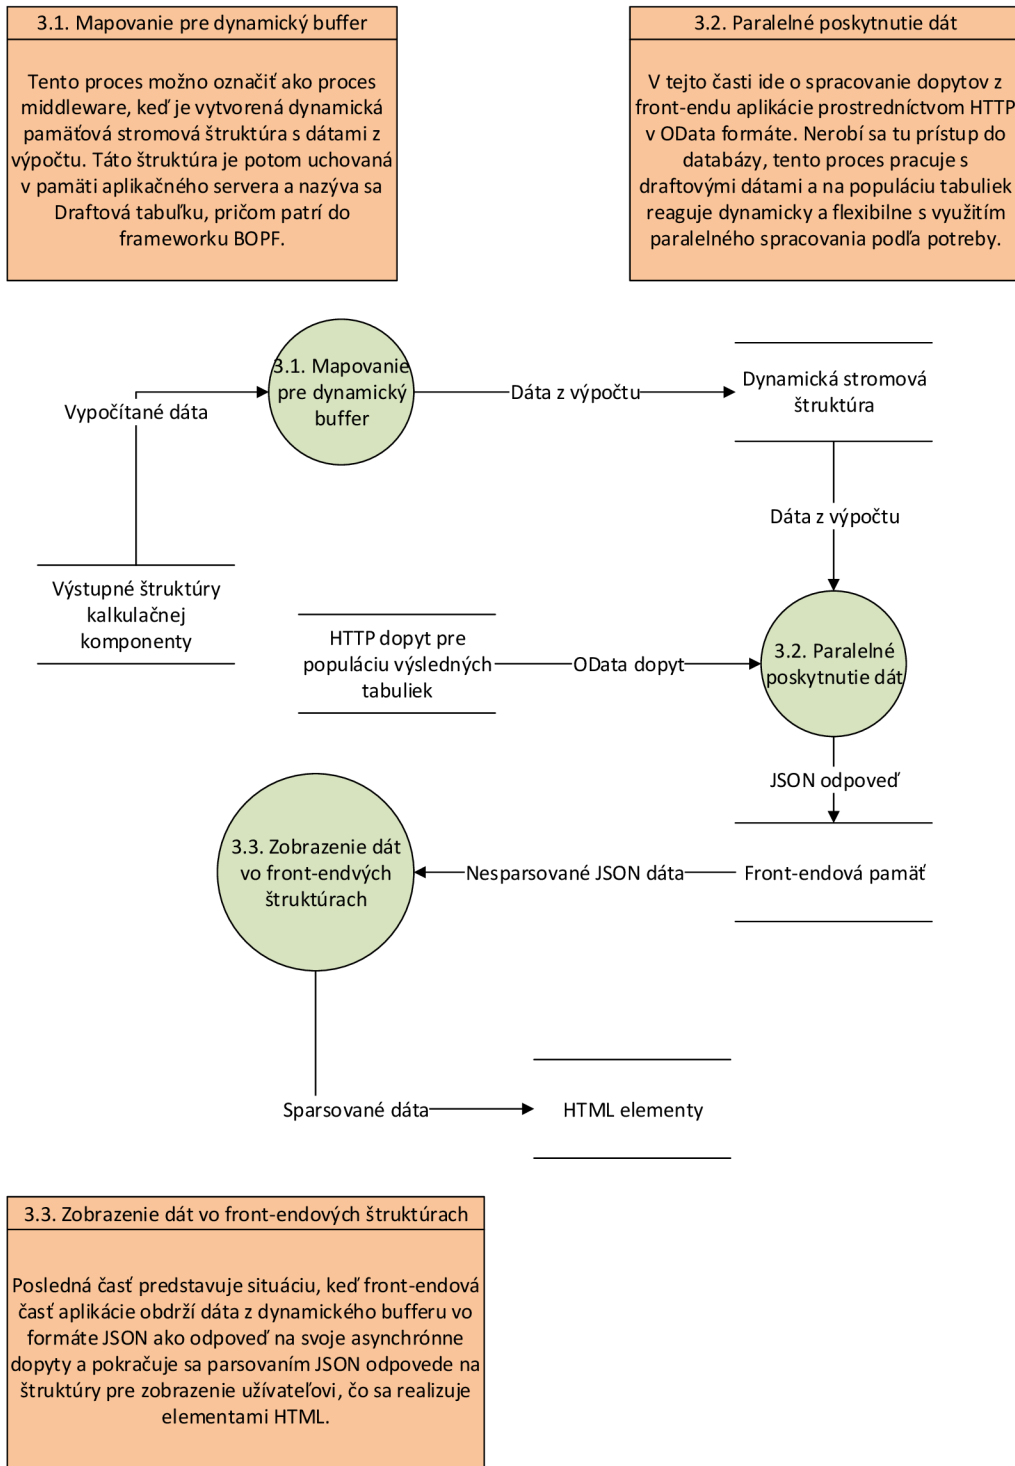 3.1. Mapovanie pre dynamický buffer
Tento proces možno označiť ako proces
middleware, keď je vytvorená dynamická
pamäťová stromová štruktúra s dátami z
výpočtu. Táto štruktúra je potom uchovaná
v pamäti aplikačného servera a nazýva sa
Draftová tabuľku, pričom patrí do
frameworku BOPF.
3.2. Paralelné poskytnutie dát
V tejto časti ide o spracovanie dopytov z
front-endu aplikácie prostredníctvom HTTP
v OData formáte. Nerobí sa tu prístup do
databázy, tento proces pracuje s
draftovými dátami a na populáciu tabuliek
reaguje dynamicky a flexibilne s využitím
paralelného spracovania podľa potreby.
3.1. Mapovanie
pre dynamický
buffer
Dáta z výpočtu
Dynamická stromová
štruktúra
Vypočítané dáta
Dáta z výpočtu
Výstupné štruktúry
kalkulačnej
komponenty
HTTP dopyt pre
populáciu výsledných
tabuliek
OData dopyt
3.2. Paralelné
poskytnutie dát
JSON odpoveď
3.3. Zobrazenie dát
vo front-endvých
štruktúrach
Nesparsované JSON dáta
Front-endová pamäť
Sparsované dáta
HTML elementy
3.3. Zobrazenie dát vo front-endových štruktúrach
Posledná časť predstavuje situáciu, keď front-endová
časť aplikácie obdrží dáta z dynamického bufferu vo
formáte JSON ako odpoveď na svoje asynchrónne
dopyty a pokračuje sa parsovaním JSON odpovede na
štruktúry pre zobrazenie užívateľovi, čo sa realizuje
elementami HTML.